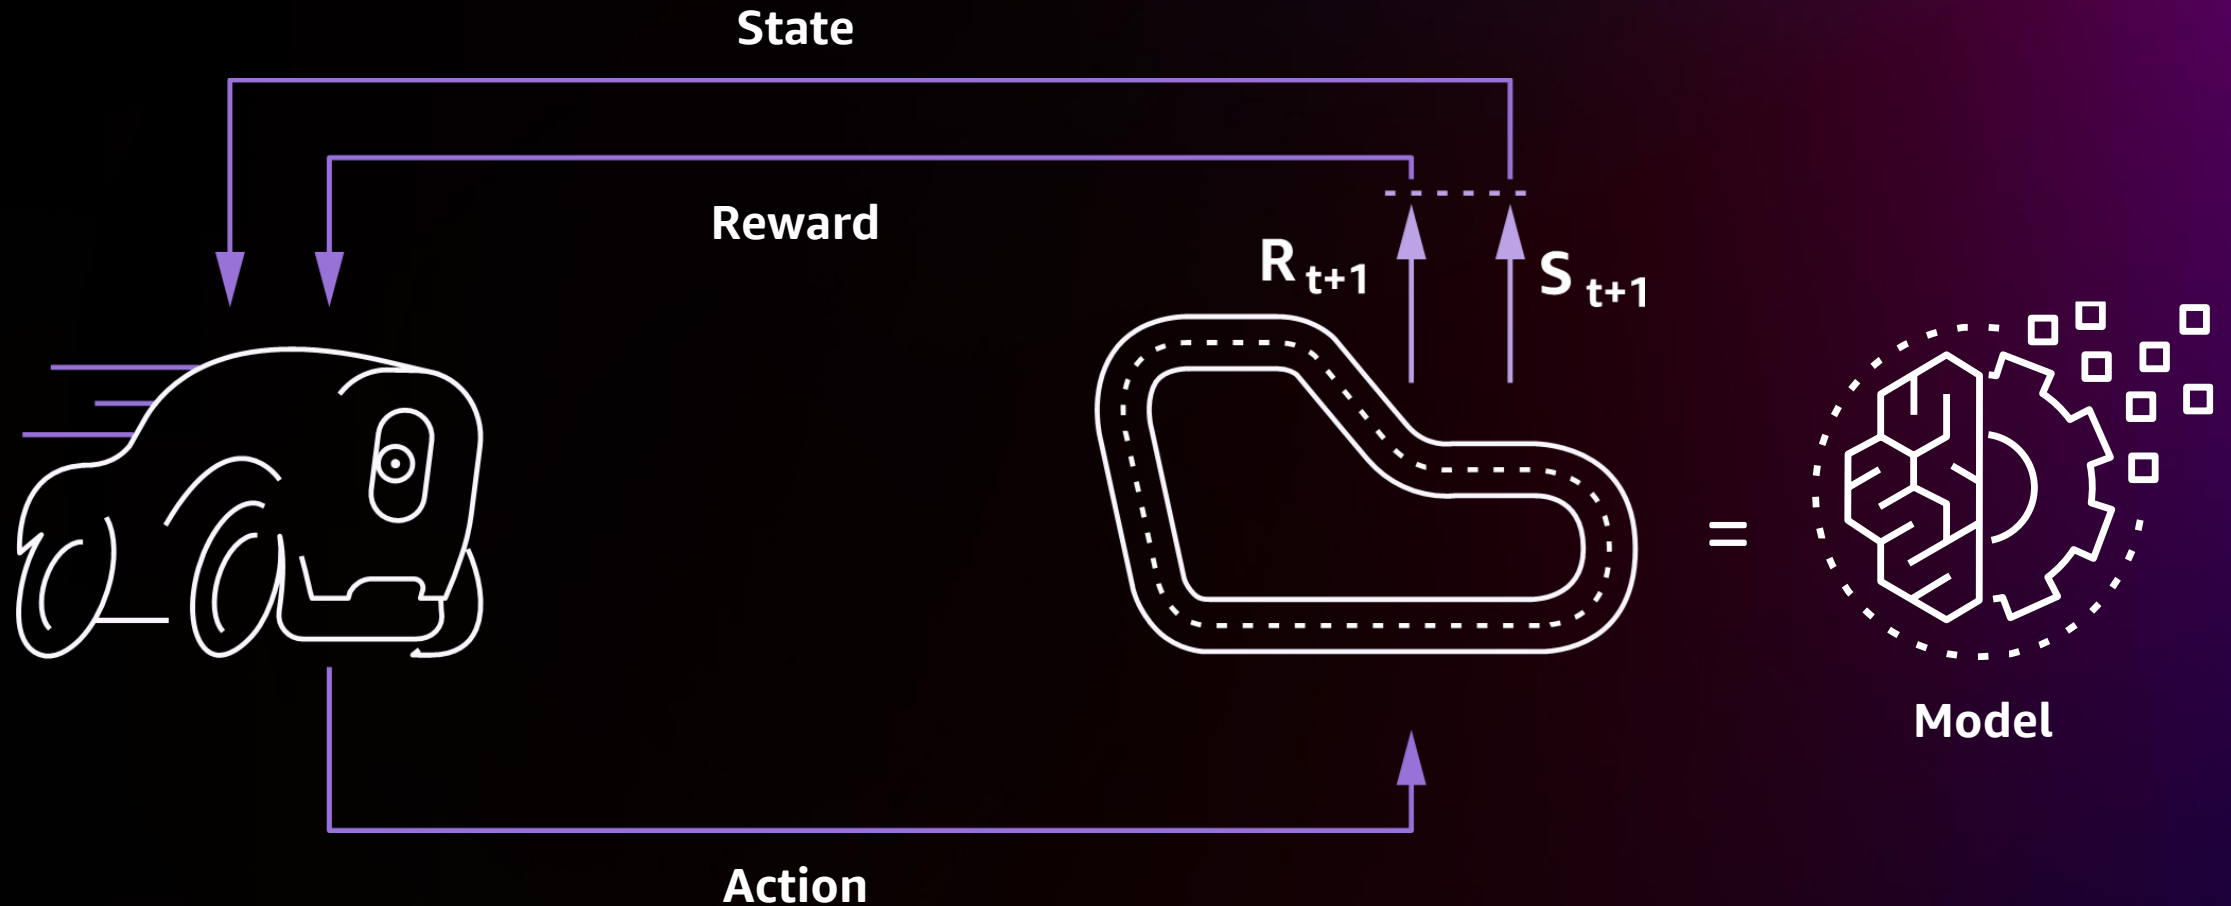 State
Reward
R t+1
S t+1
=
Model
Action